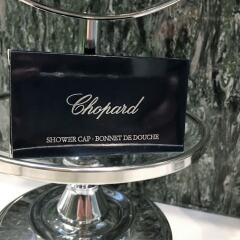 Chopard
SHOWER CAP - BONNET DE DOUCHE